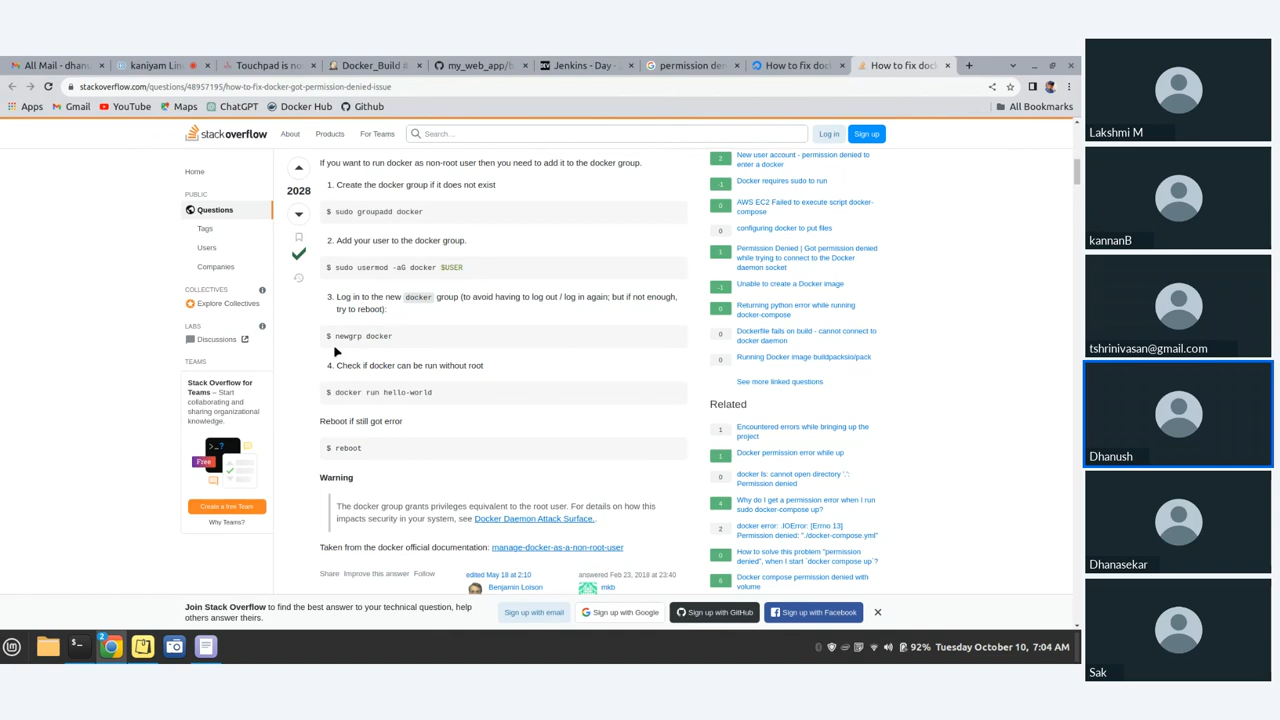 All Mail - dhan
kaniyam Lin
Touchpad is no
Docker_Build #
my_web_app/b
Jenkins - Day -
permission den
How to fix doc
How to fix doc
stackoverflow.com/questions/48957195/how-to-fix-docker-got-permission-denied-issue
Apps
Gmail
YouTube
Maps
ChatGPT
Docker Hub
Github
All Bookmarks
stackoverflow
About
Products
For Teams
Search...
Log in
Sign up
Home
PUBLIC
Questions
Tags
Users
Companies
COLLECTIVES
Explore Collectives
LABS
Discussions
TEAMS
Stack Overflow for
Teams – Start
collaborating and
sharing organizational
knowledge.
>_?
Free
Create a free Team
Why Teams?
2028
If you want to run docker as non-root user then you need to add it to the docker group.
1. Create the docker group if it does not exist
$ sudo groupadd docker
2. Add your user to the docker group.
$ sudo usermod -aG docker $USER
3. Log in to the new docker group (to avoid having to log out / log in again; but if not enough,
try to reboot):
$ newgrp docker
4. Check if docker can be run without root
$ docker run hello-world
Reboot if still got error
$ reboot
Warning
The docker group grants privileges equivalent to the root user. For details on how this
impacts security in your system, see Docker Daemon Attack Surface..
Taken from the docker official documentation: manage-docker-as-a-non-root-user
Share Improve this answer Follow
edited May 18 at 2:10
Benjamin Loison
answered Feb 23, 2018 at 23:40
mkb
2 New user account - permission denied to
enter a docker
-1 Docker requires sudo to run
0 AWS EC2 Failed to execute script docker-
compose
0 configuring docker to put files
1 Permission Denied | Got permission denied
while trying to connect to the Docker
daemon socket
-1 Unable to create a Docker image
0 Returning python error while running
docker-compose
0 Dockerfile fails on build - cannot connect to
docker daemon
0 Running Docker image buildpacksio/pack
See more linked questions
Related
1 Encountered errors while bringing up the
project
1 Docker permission error while up
0 docker ls: cannot open directory '.':
Permission denied
4 Why do I get a permission error when I run
sudo docker-compose up?
2 docker error: .IOError: [Errno 13]
Permission denied: "./docker-compose.yml"
0 How to solve this problem "permission
denied", when I start `docker compose up`?
6 Docker compose permission denied with
volume
Join Stack Overflow to find the best answer to your technical question, help
others answer theirs.
Sign up with email
Sign up with Google
Sign up with GitHub
Sign up with Facebook
2
92% Tuesday October 10, 7:04 AM
Lakshmi M
kannanB
tshrinivasan@gmail.com
Dhanush
Dhanasekar
Sak